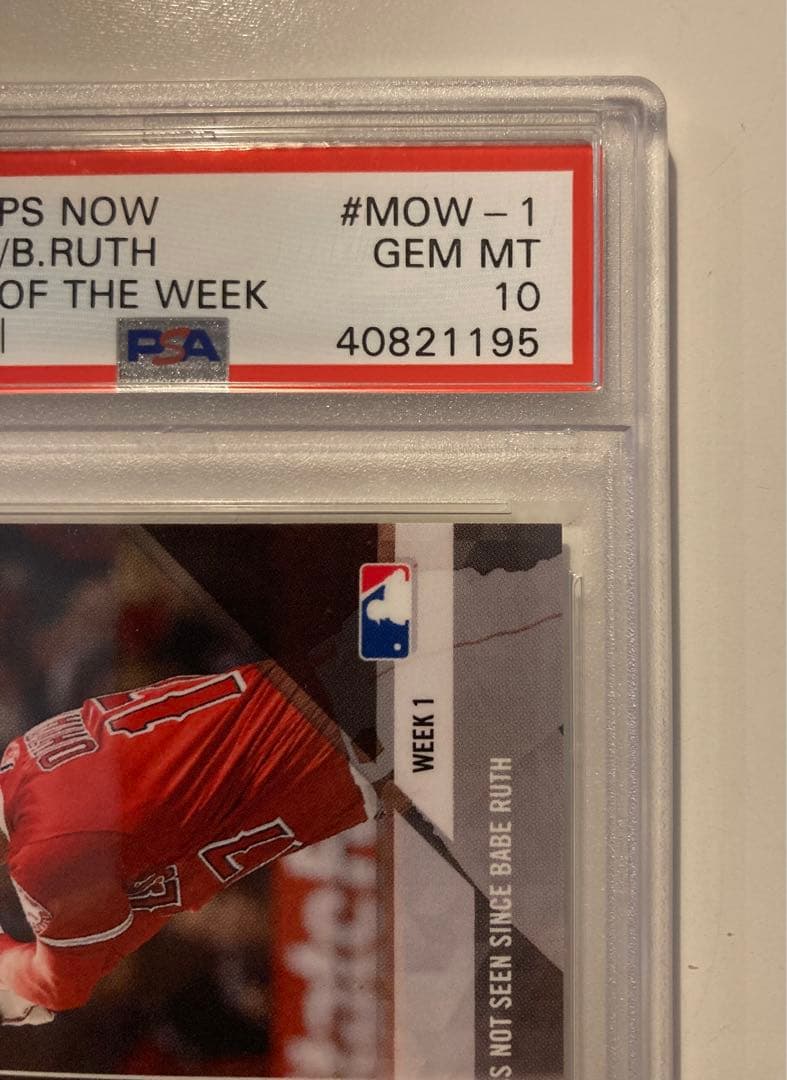 PS NOW #MOW-1
/B.RUTH GEM MT
OF THE WEEK 10
PSA 40821195
WEEK 1
S NOT SEEN SINCE BABE RUTH
17